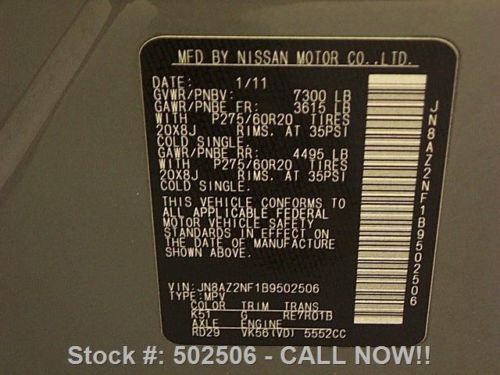 MFD BY NISSAN MOTOR CO.,LTD.
DATE: 1/11
GVWR/PNBV: 7300 LB
GAWR/PNBE FR: 3615 LB
WITH P275/60R20 TIRES
20X8J RIMS. AT 35PSI
COLD SINGLE.
GAWR/PNBE RR: 4495 LB
WITH P275/60R20 TIRES
20X8J RIMS. AT 35PSI
COLD SINGLE.
THIS VEHICLE CONFORMS TO
ALL APPLICABLE FEDERAL
MOTOR VEHICLE SAFETY
STANDARDS IN EFFECT ON
THE DATE OF MANUFACTURE
SHOWN ABOVE.
VIN: JN8AZ2NF1B9502506
TYPE: MPV
COLOR TRIM TRANS
K51 G RE7R01B
AXLE ENGINE
RD29 VK56(VD) 5552CC
JN8AZ2NF1B9502506
Stock #: 502506 - CALL NOW!!